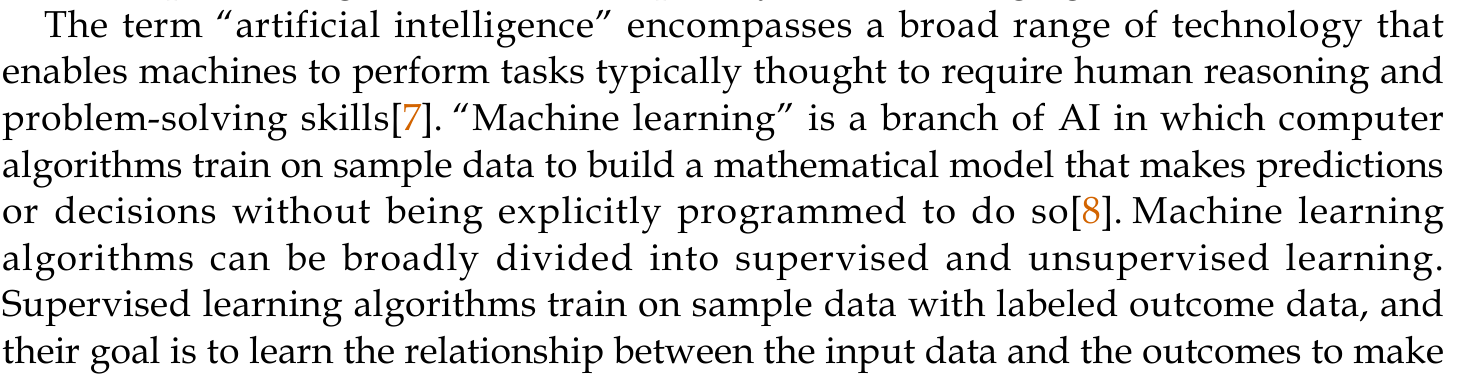 The term “artificial intelligence” encompasses a broad range of technology that
enables machines to perform tasks typically thought to require human reasoning and
problem-solving skills[7]. “Machine learning” is a branch of AI in which computer
algorithms train on sample data to build a mathematical model that makes predictions
or decisions without being explicitly programmed to do so[8]. Machine learning
algorithms can be broadly divided into supervised and unsupervised learning.
Supervised learning algorithms train on sample data with labeled outcome data, and
their goal is to learn the relationship between the input data and the outcomes to make